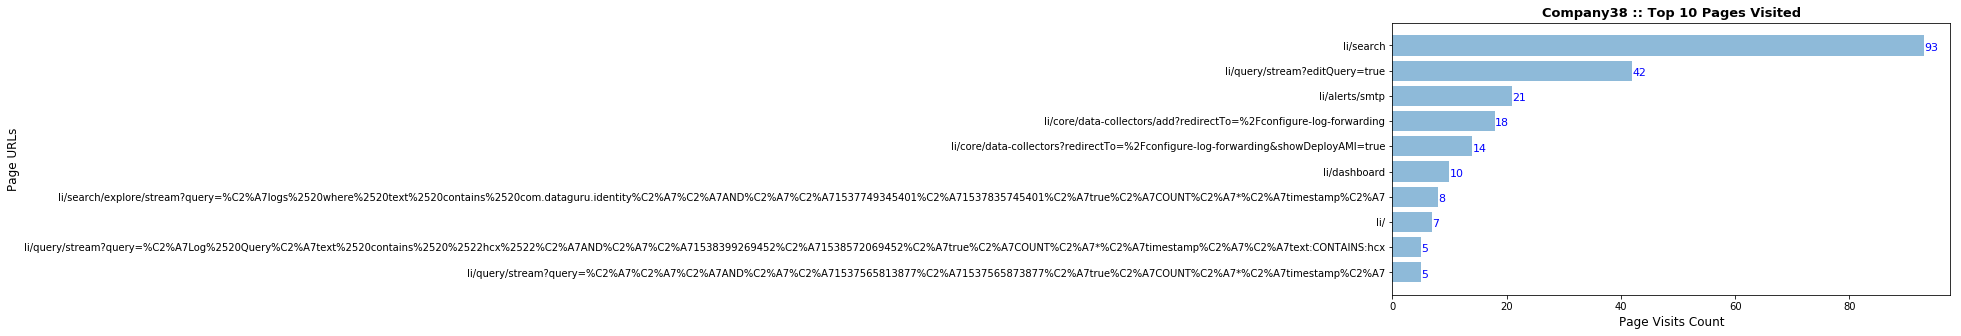 Company38 :: Top 10 Pages Visited
Page URLs
li/search
93
li/query/stream?editQuery=true
42
li/alerts/smtp
21
li/core/data-collectors/add?redirectTo=%2Fconfigure-log-forwarding
18
li/core/data-collectors?redirectTo=%2Fconfigure-log-forwarding&showDeployAMI=true
14
li/dashboard
10
li/search/explore/stream?query=%C2%A7logs%2520where%2520text%2520contains%2520com.dataguru.identity%C2%A7%C2%A7AND%C2%A7%C2%A71537749345401%C2%A71537835745401%C2%A7true%C2%A7COUNT%C2%A7*%C2%A7timestamp%C2%A7
8
li/
7
li/query/stream?query=%C2%A7Log%2520Query%C2%A7text%2520contains%2520%2522hcx%2522%C2%A7AND%C2%A7%C2%A71538399269452%C2%A71538572069452%C2%A7true%C2%A7COUNT%C2%A7*%C2%A7timestamp%C2%A7%C2%A7text:CONTAINS:hcx
5
li/query/stream?query=%C2%A7%C2%A7%C2%A7AND%C2%A7%C2%A71537565813877%C2%A71537565873877%C2%A7true%C2%A7COUNT%C2%A7*%C2%A7timestamp%C2%A7
5
0 20 40 60 80
Page Visits Count